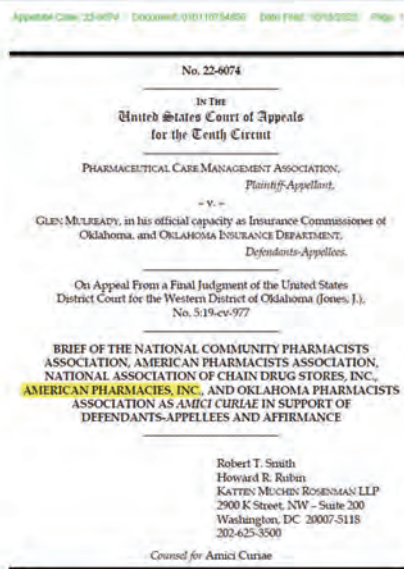 Appellate Case: 22-6074 Document: Date Filed: Page: 1
No. 22-6074
IN THE
United States Court of Appeals
for the Tenth Circuit
PHARMACEUTICAL CARE MANAGEMENT ASSOCIATION,
Plaintiff-Appellant,
– v. –
GLEN MULREADY, in his official capacity as Insurance Commissioner of
Oklahoma, and OKLAHOMA INSURANCE DEPARTMENT,
Defendants-Appellees.
On Appeal From a Final Judgment of the United States
District Court for the Western District of Oklahoma (Jones, J.),
No. 5:19-cv-977
BRIEF OF THE NATIONAL COMMUNITY PHARMACISTS
ASSOCIATION, AMERICAN PHARMACISTS ASSOCIATION,
NATIONAL ASSOCIATION OF CHAIN DRUG STORES, INC.,
AMERICAN PHARMACIES, INC., AND OKLAHOMA PHARMACISTS
ASSOCIATION AS AMICI CURIAE IN SUPPORT OF
DEFENDANTS-APPELLEES AND AFFIRMANCE
Robert T. Smith
Howard R. Rubin
KATTEN MUCHIN ROSENMAN LLP
2900 K Street, NW – Suite 200
Washington, DC 20007-5118
202-625-3500
Counsel for Amici Curiae